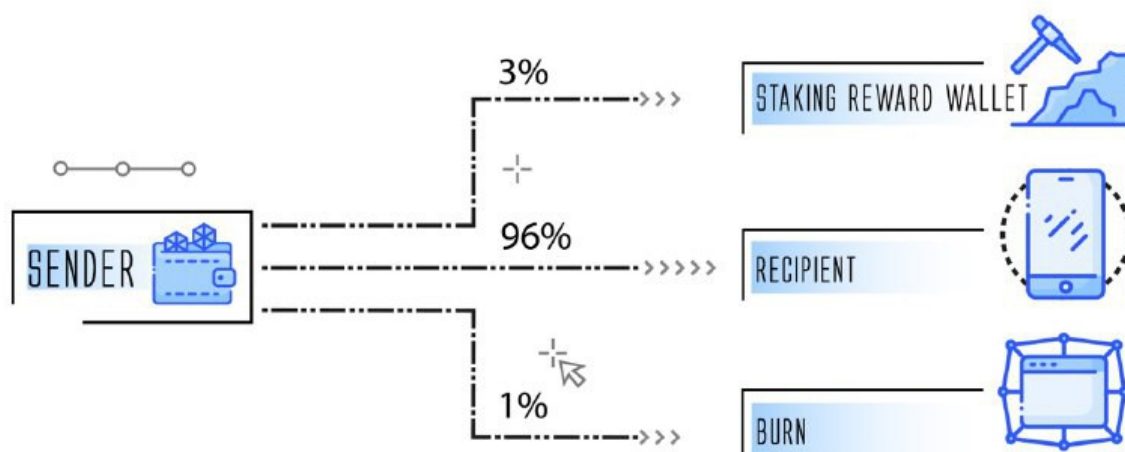 3%
STAKING REWARD WALLET
SENDER
96%
RECIPIENT
1%
BURN